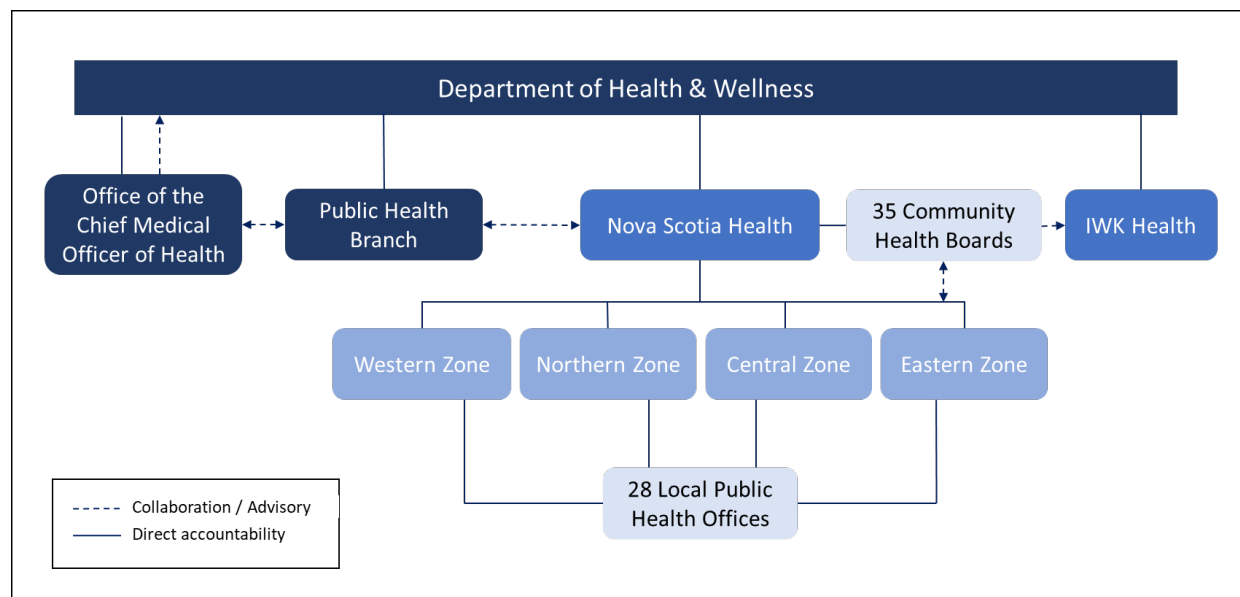 Department of Health & Wellness
Office of the
Chief Medical
Officer of Health
Public Health
Branch
Nova Scotia Health
35 Community
Health Boards
IWK Health
Western Zone
Northern Zone
Central Zone
Eastern Zone
28 Local Public
Health Offices
Collaboration / Advisory
Direct accountability